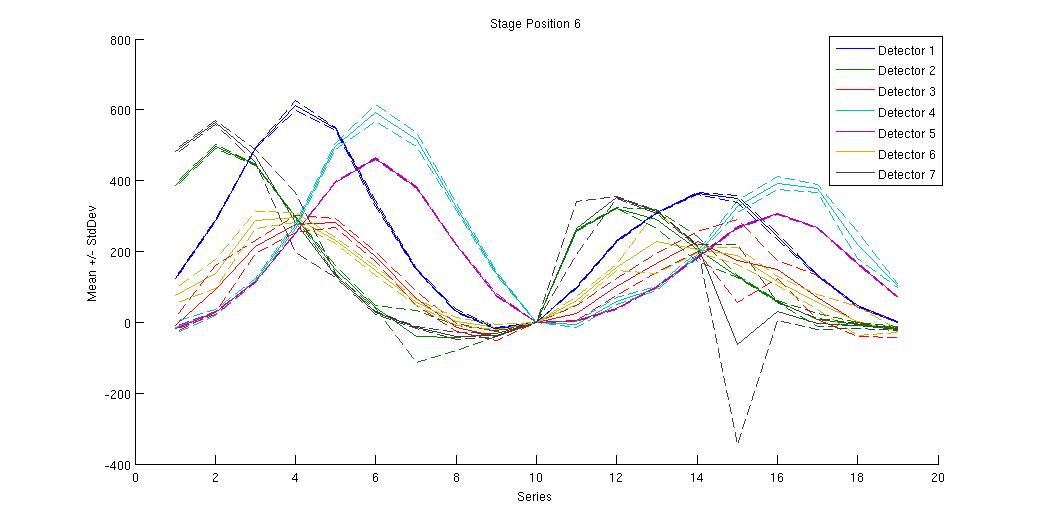 Stage Position 6
800
600
400
200
0
-200
-400
Mean +/- StdDev
0 2 4 6 8 10 12 14 16 18 20
Series
Detector 1
Detector 2
Detector 3
Detector 4
Detector 5
Detector 6
Detector 7